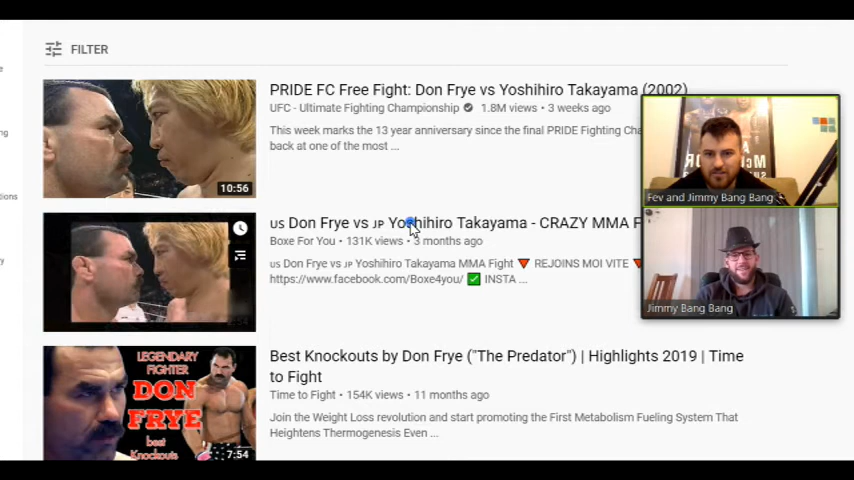 FILTER
PRIDE FC Free Fight: Don Frye vs Yoshihiro Takayama (2002)
UFC - Ultimate Fighting Championship 1.8M views • 3 weeks ago
This week marks the 13 year anniversary since the final PRIDE Fighting Cha
back at one of the most ...
10:56
US Don Frye vs JP Yoshihiro Takayama - CRAZY MMA F
Boxe For You • 131K views • 3 months ago
US Don Frye vs JP Yoshihiro Takayama MMA Fight 🔻 REJOINS MOI VITE 🔻
https://www.facebook.com/Boxe4you/ ✅ INSTA ...
Fev and Jimmy Bang Bang
Jimmy Bang Bang
Best Knockouts by Don Frye ("The Predator") | Highlights 2019 | Time
to Fight
Time to Fight • 154K views • 11 months ago
Join the Weight Loss revolution and start promoting the First Metabolism Fueling System That
Heightens Thermogenesis Even ...
LEGENDARY
FIGHTER
DON
FRYE
best
Knockouts
7:54